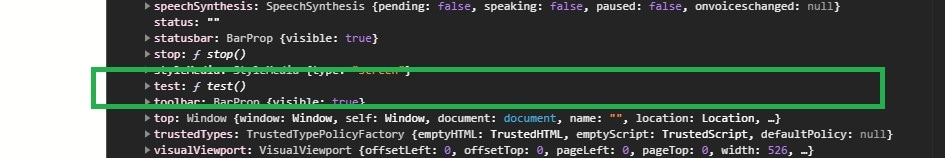 speechSynthesis: SpeechSynthesis {pending: false, speaking: false, paused: false, onvoiceschanged: null}
status: ""
statusbar: BarProp {visible: true}
stop: ƒ stop()
styleMedia: StyleMedia {type: "screen"}
test: ƒ test()
toolbar: BarProp {visible: true}
top: Window {window: Window, self: Window, document: document, name: "", location: Location, …}
trustedTypes: TrustedTypePolicyFactory {emptyHTML: TrustedHTML, emptyScript: TrustedScript, defaultPolicy: null}
visualViewport: VisualViewport {offsetLeft: 0, offsetTop: 0, pageLeft: 0, pageTop: 0, width: 526, …}